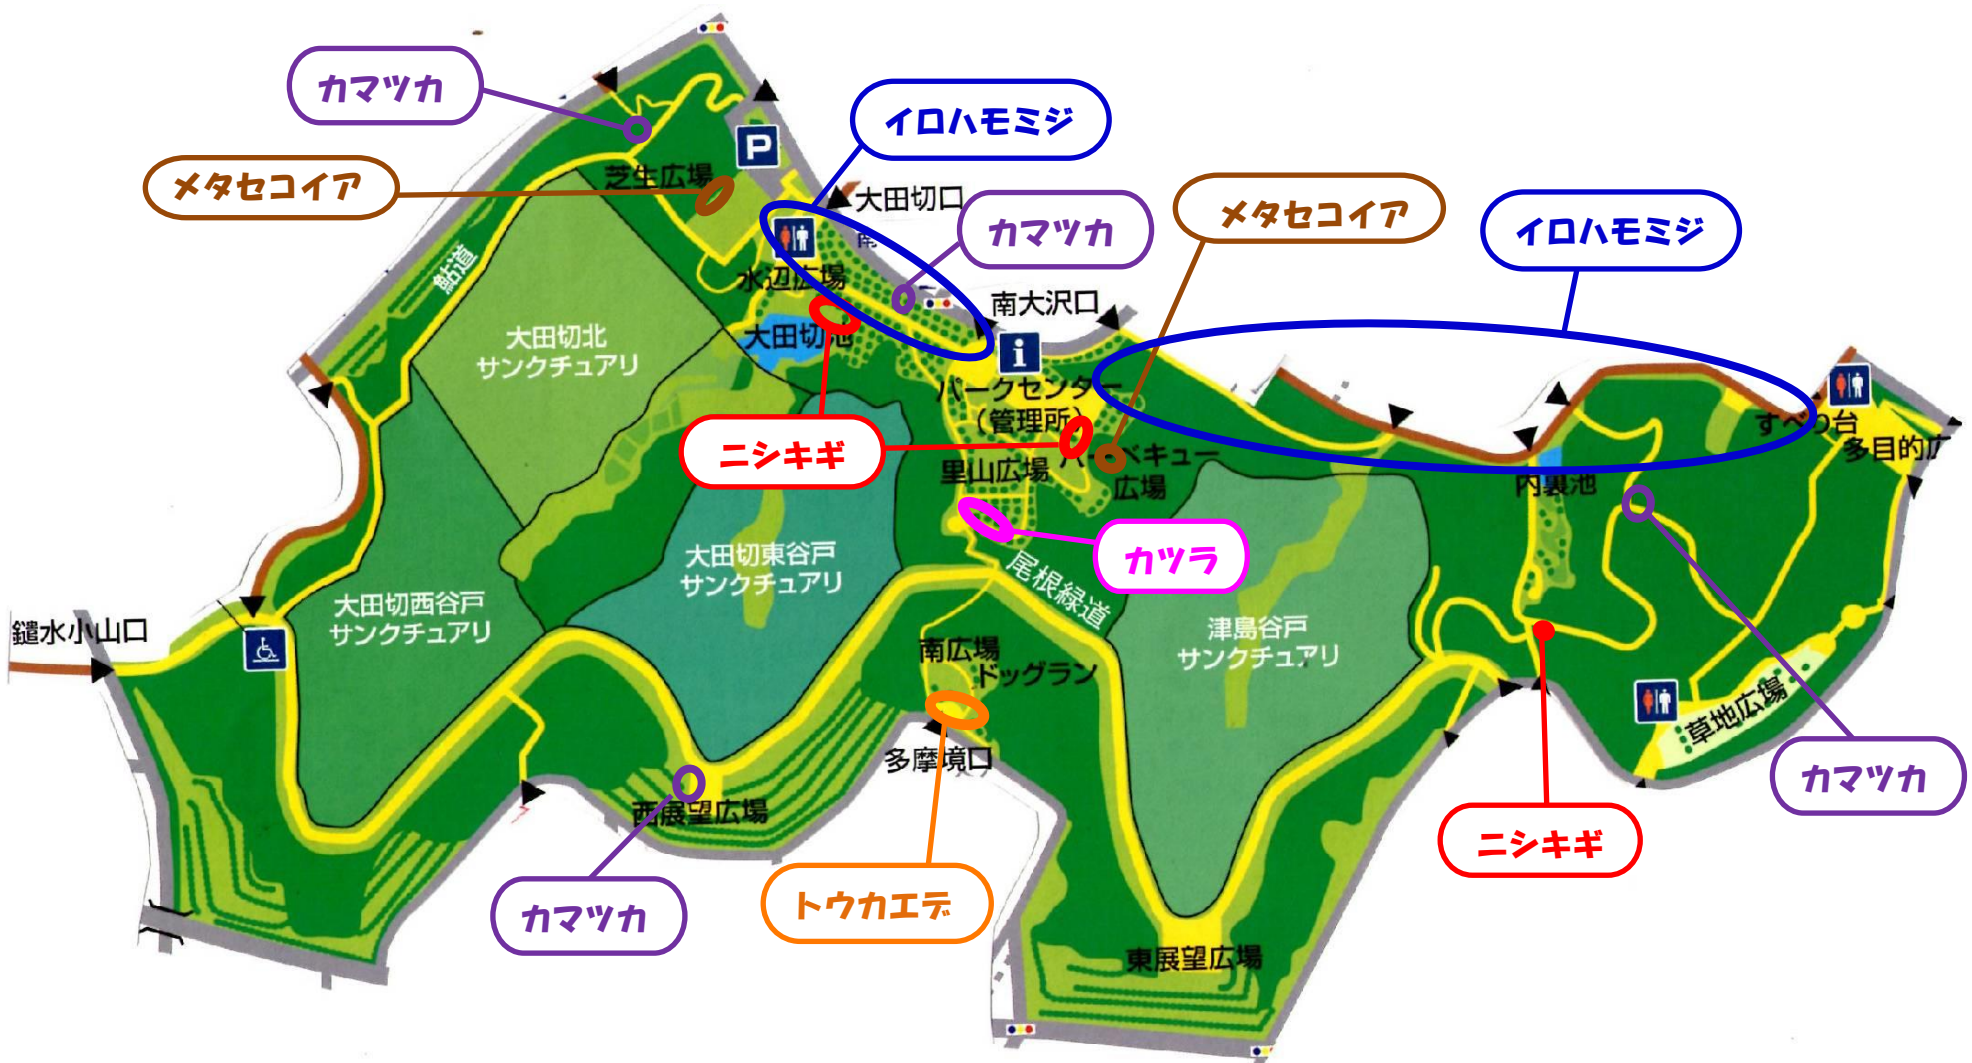 カマツカ
イロハモミジ
P
メタセコイア
芝生広場
大田切口
カマツカ
メタセコイア
イロハモミジ
鮎道
水辺広場
南大沢口
大田切池
大田切北
サンクチュアリ
i
パークセンター
(管理所)
すべり台
多目的広
ニシキギ
里山広場
バーベキュー
広場
内裏池
カツラ
大田切東谷戸
サンクチュアリ
尾根緑道
大田切西谷戸
サンクチュアリ
鑓水小山口
津島谷戸
サンクチュアリ
南広場
ドッグラン
草地広場
多摩境口
カマツカ
西展望広場
ニシキギ
トウカエデ
カマツカ
東展望広場